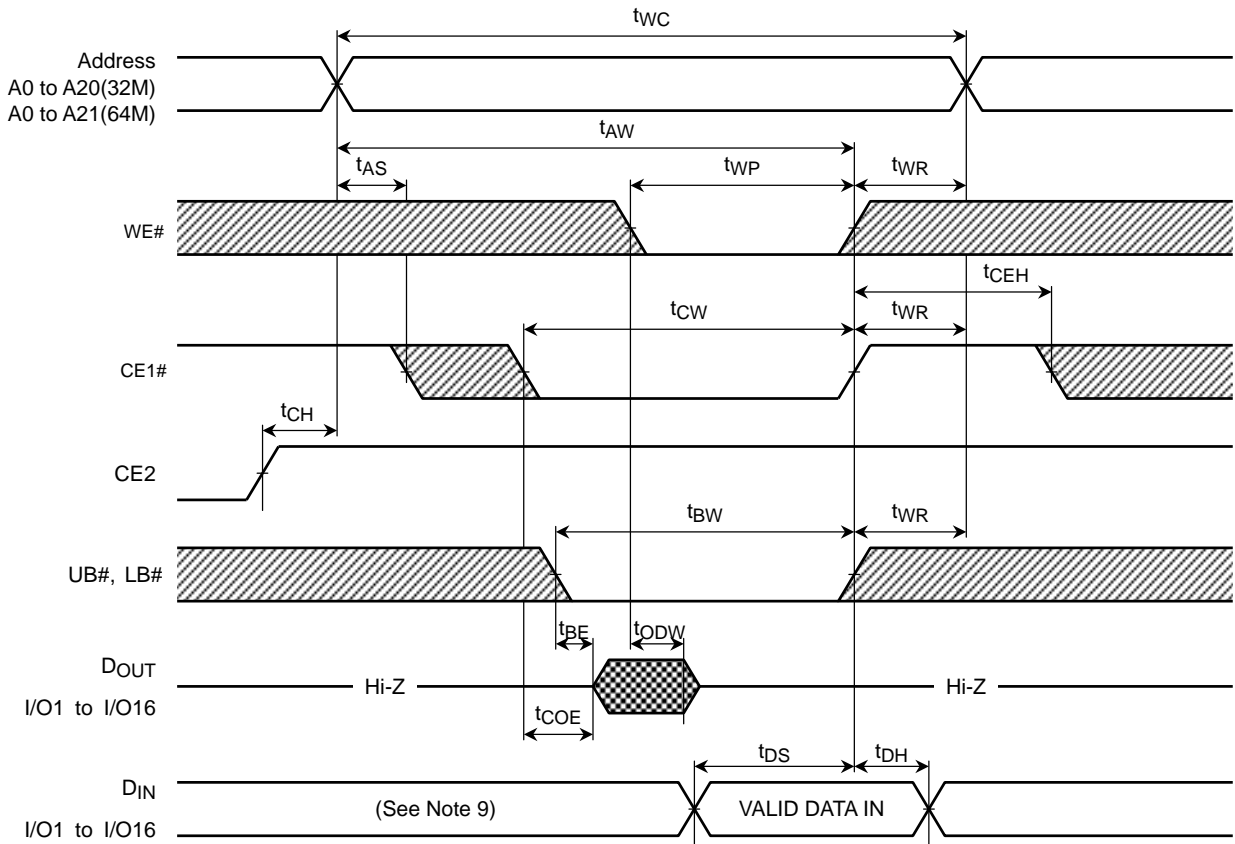 tWC
Address
A0 to A20(32M)
A0 to A21(64M)
tAW
tAS
tWP
tWR
WE#
tCEH
tCW
tWR
CE1#
tCH
CE2
tBW
tWR
UB#, LB#
tBE
tODW
DOUT
Hi-Z
Hi-Z
I/O1 to I/O16
tCOE
tDS
tDH
DIN
(See Note 9)
VALID DATA IN
I/O1 to I/O16